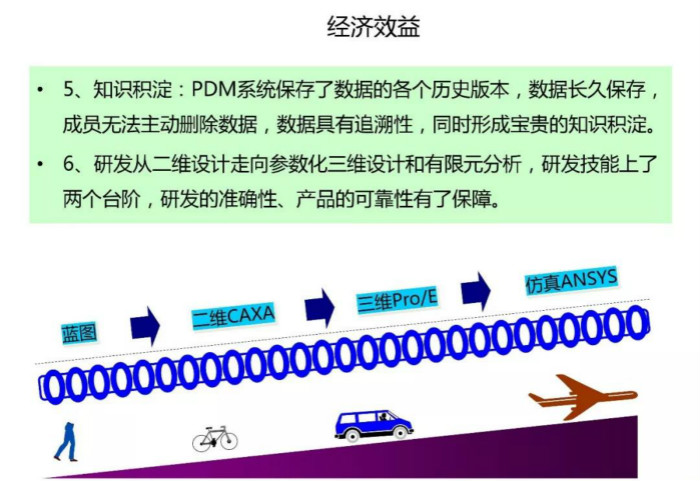 经济效益
• 5、知识积淀：PDM系统保存了数据的各个历史版本，数据长久保存，
成员无法主动删除数据，数据具有追溯性，同时形成宝贵的知识积淀。
• 6、研发从二维设计走向参数化三维设计和有限元分析，研发技能上了
两个台阶，研发的准确性、产品的可靠性有了保障。
蓝图
二维CAXA
三维Pro/E
仿真ANSYS